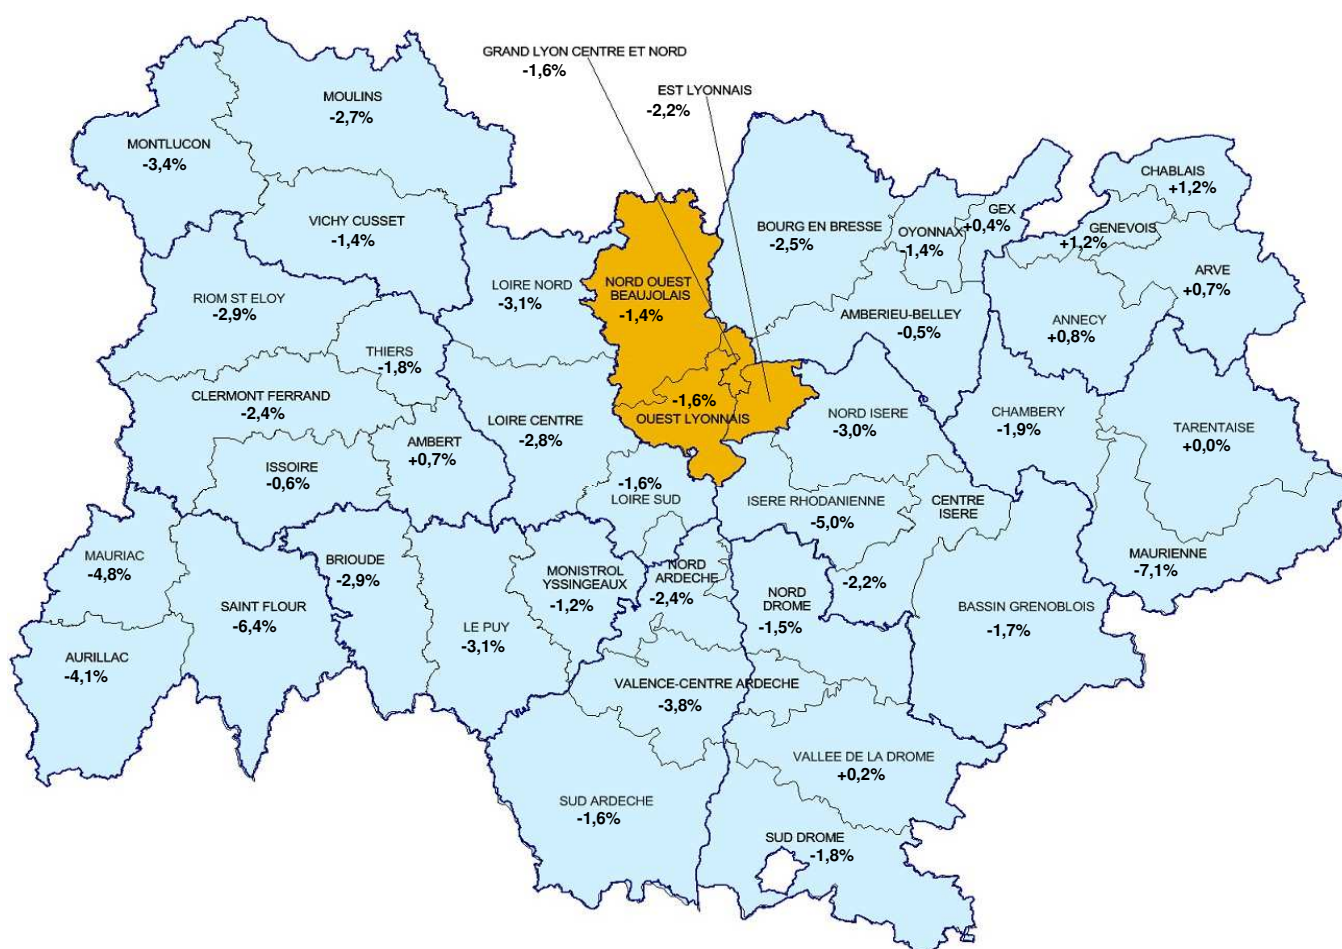 GRAND LYON CENTRE ET NORD
-1,6%
EST LYONNAIS
-2,2%
MOULINS
-2,7%
MONTLUCON
-3,4%
VICHY CUSSET
-1,4%
CHABLAIS
+1,2%
GEX
+0,4%
GENEVOIS
+1,2%
BOURG EN BRESSE
-2,5%
OYONNAX
-1,4%
ARVE
+0,7%
LOIRE NORD
-3,1%
NORD OUEST
BEAUJOLAIS
-1,4%
RIOM ST ELOY
-2,9%
AMBERIEU-BELLEY
-0,5%
ANNECY
+0,8%
THIERS
-1,8%
CLERMONT FERRAND
-2,4%
-1,6%
OUEST LYONNAIS
LOIRE CENTRE
-2,8%
NORD ISERE
-3,0%
CHAMBERY
-1,9%
TARENTAISE
+0,0%
AMBERT
+0,7%
ISSOIRE
-0,6%
-1,6%
LOIRE SUD
ISERE RHODANIENNE
-5,0%
CENTRE
ISERE
-2,2%
MAURIAC
-4,8%
BRIOUDE
-2,9%
MONISTROL
YSSINGEAUX
-1,2%
NORD
ARDECHE
-2,4%
NORD
DROME
-1,5%
MAURIENNE
-7,1%
SAINT FLOUR
-6,4%
LE PUY
-3,1%
BASSIN GRENOBLOIS
-1,7%
AURILLAC
-4,1%
VALENCE-CENTRE ARDECHE
-3,8%
VALLEE DE LA DROME
+0,2%
SUD ARDECHE
-1,6%
SUD DROME
-1,8%